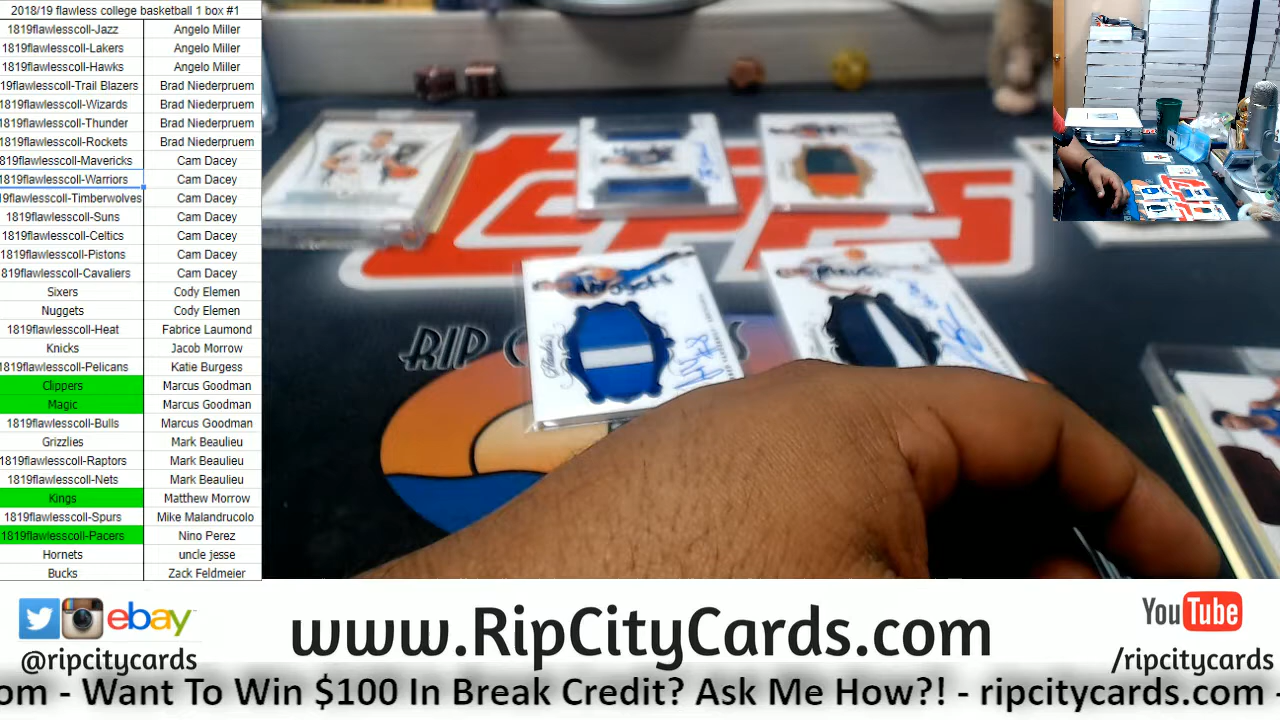 2018/19 flawless college basketball 1 box #1
1819flawlesscoll-Jazz Angelo Miller
1819flawlesscoll-Lakers Angelo Miller
1819flawlesscoll-Hawks Angelo Miller
19flawlesscoll-Trail Blazers Brad Niederpruem
1819flawlesscoll-Wizards Brad Niederpruem
819flawlesscoll-Thunder Brad Niederpruem
1819flawlesscoll-Rockets Brad Niederpruem
819flawlesscoll-Mavericks Cam Dacey
1819flawlesscoll-Warriors Cam Dacey
19flawlesscoll-Timberwolves Cam Dacey
1819flawlesscoll-Suns Cam Dacey
1819flawlesscoll-Celtics Cam Dacey
1819flawlesscoll-Pistons Cam Dacey
819flawlesscoll-Cavaliers Cam Dacey
Sixers Cody Elemen
Nuggets Cody Elemen
1819flawlesscoll-Heat Fabrice Laumond
Knicks Jacob Morrow
1819flawlesscoll-Pelicans Katie Burgess
Clippers Marcus Goodman
Magic Marcus Goodman
1819flawlesscoll-Bulls Marcus Goodman
Grizzlies Mark Beaulieu
1819flawlesscoll-Raptors Mark Beaulieu
1819flawlesscoll-Nets Mark Beaulieu
Kings Matthew Morrow
1819flawlesscoll-Spurs Mike Malandrucolo
1819flawlesscoll-Pacers Nino Perez
Hornets uncle jesse
Bucks Zack Feldmeier
RIP C
ebay
@ripcitycards
www.RipCityCards.com
YouTube
/ripcitycards
om - Want To Win $100 In Break Credit? Ask Me How?! - ripcitycards.com -